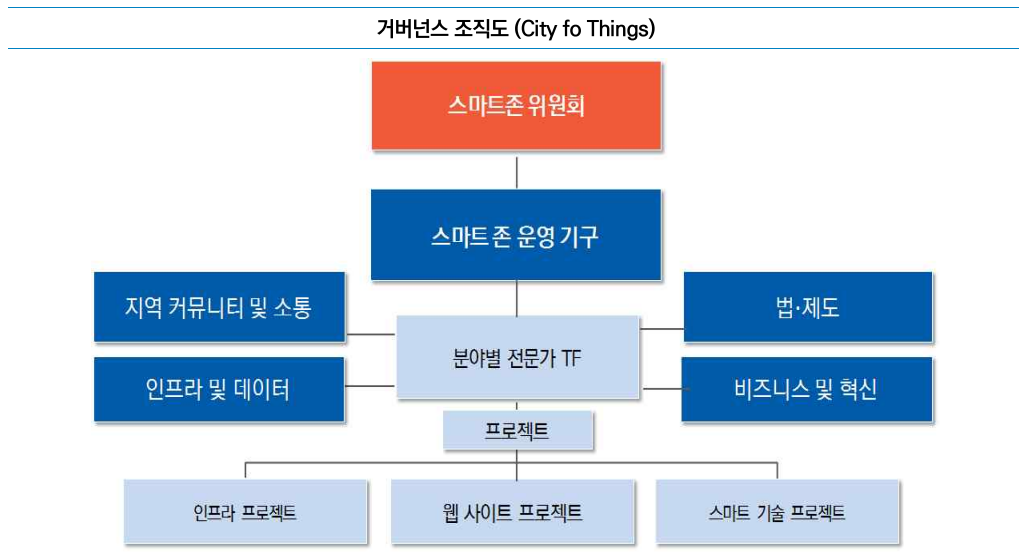 거버넌스 조직도 (City fo Things)
스마트존 위원회
스마트 존 운영 기구
지역 커뮤니티 및 소통
법·제도
분야별 전문가 TF
인프라 및 데이터
비즈니스 및 혁신
프로젝트
인프라 프로젝트
웹 사이트 프로젝트
스마트 기술 프로젝트